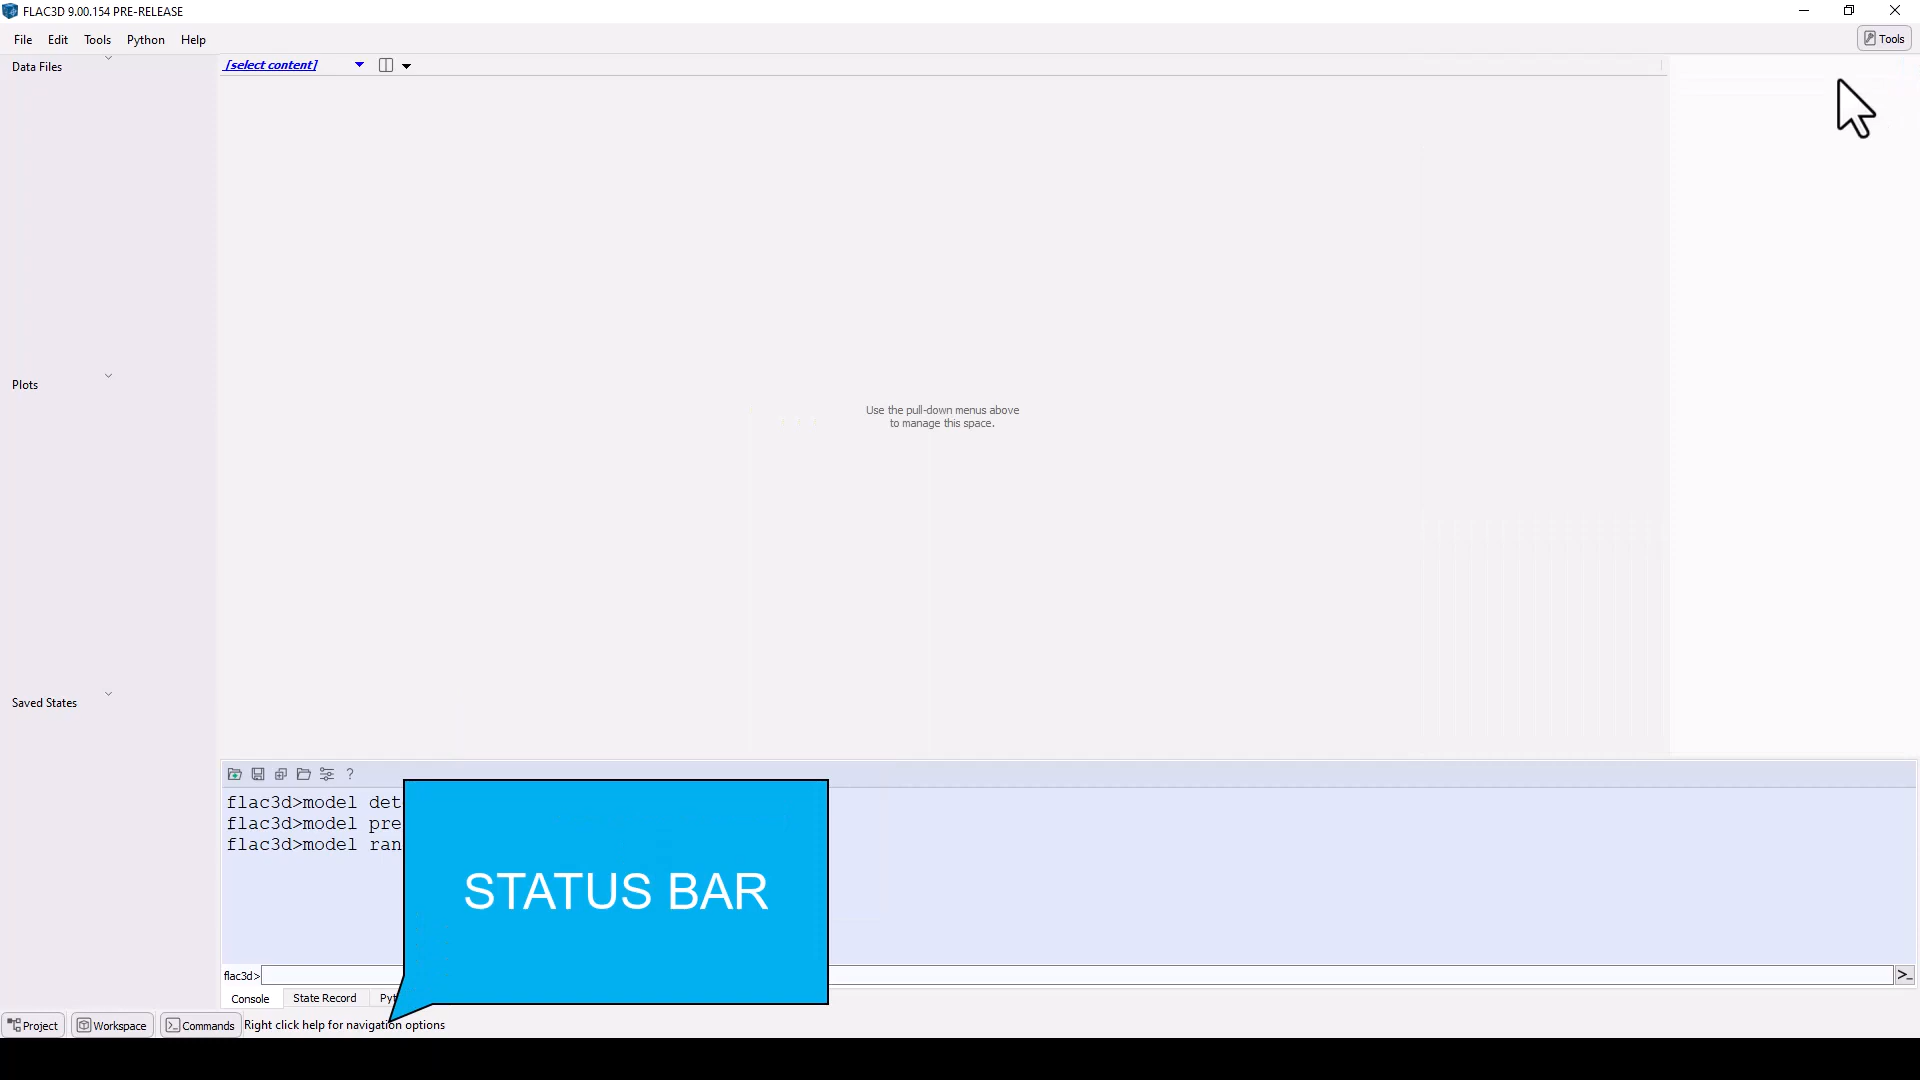 FLAC3D 9.00.154 PRE-RELEASE
File Edit Tools Python Help
Tools
Data Files
[select content]
Use the pull-down menus above
to manage this space.
Plots
Saved States
?
flac3d>model det
flac3d>model pre
flac3d>model ran
STATUS BAR
flac3d>
Console State Record Pyt
Project Workspace Commands Right click help for navigation options